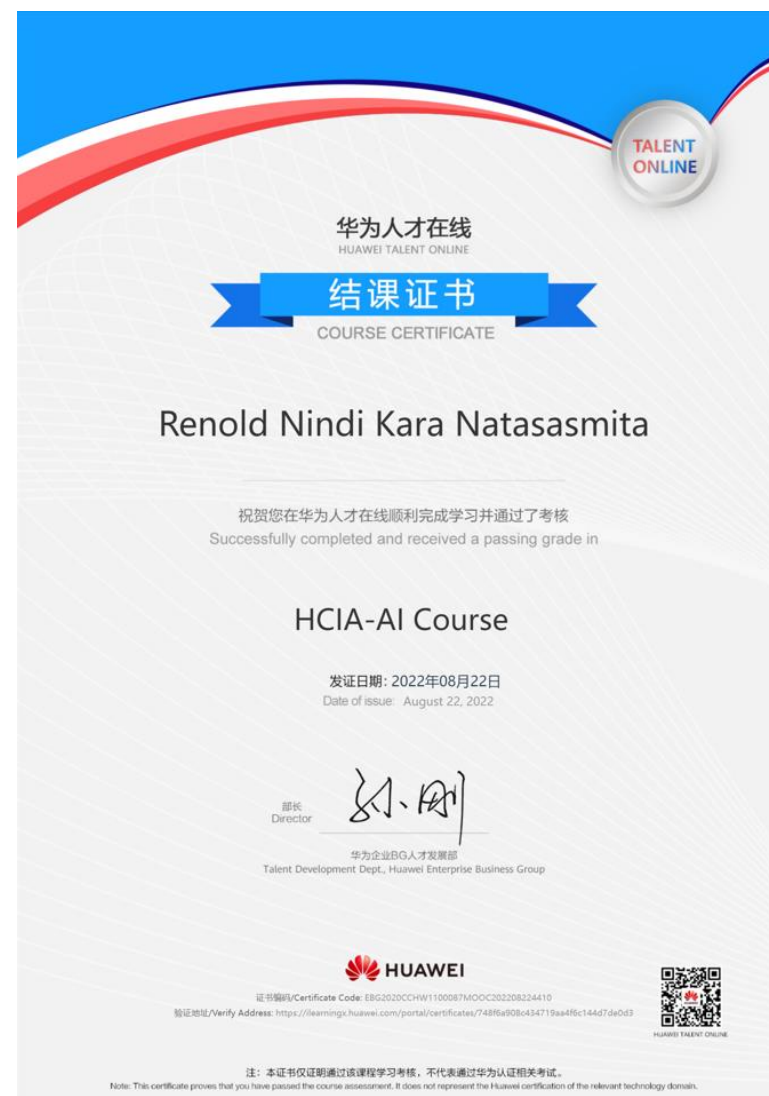 TALENT
ONLINE
华为人才在线
HUAWEI TALENT ONLINE
结课证书
COURSE CERTIFICATE
Renold Nindi Kara Natasasmita
祝贺您在华为人才在线顺利完成学习并通过了考核
Successfully completed and received a passing grade in
HCIA-AI Course
发证日期: 2022年08月22日
Date of issue: August 22, 2022
部长
Director
孙刚
华为企业BG人才发展部
Talent Development Dept., Huawei Enterprise Business Group
HUAWEI
证书编码/Certificate Code: EBG2020CCHW1100087MOOC202208224410
验证地址/Verify Address: https://ilearningx.huawei.com/portal/certificates/748f6a908c434719aa4f6c144d7de0d3
HUAWEI TALENT ONLINE
注：本证书仅证明通过该课程学习考核，不代表通过华为认证相关考试。
Note: This certificate proves that you have passed the course assessment. It does not represent the Huawei certification of the relevant technology domain.